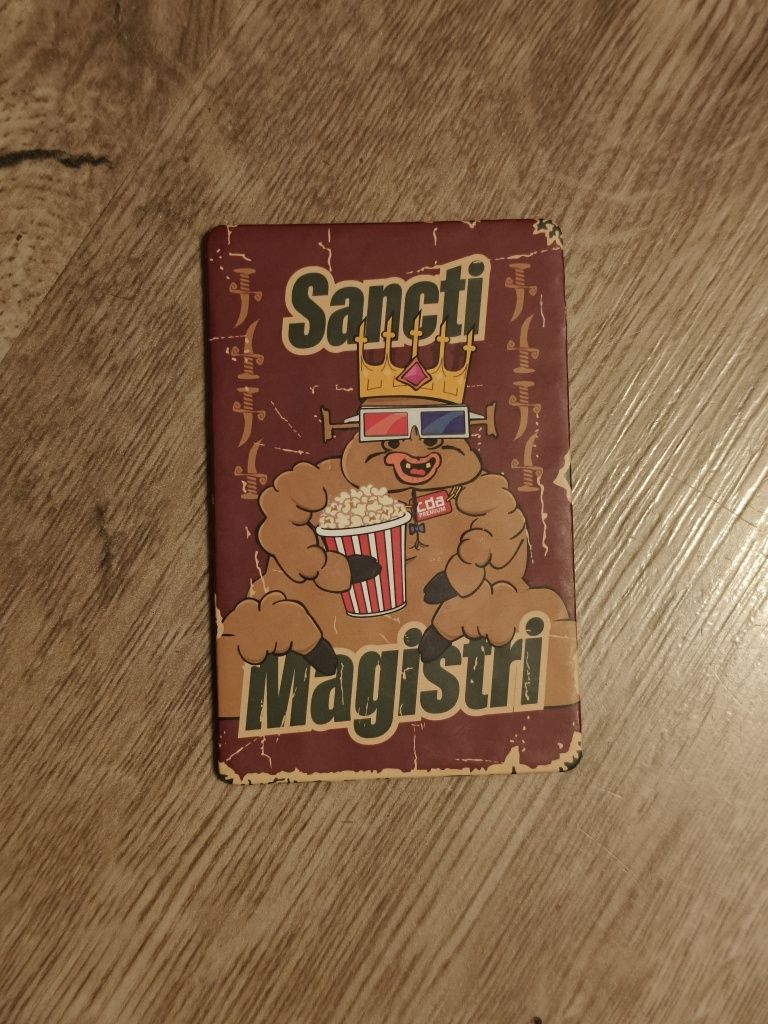 Sancti
cda
PREMIUM
Magistri